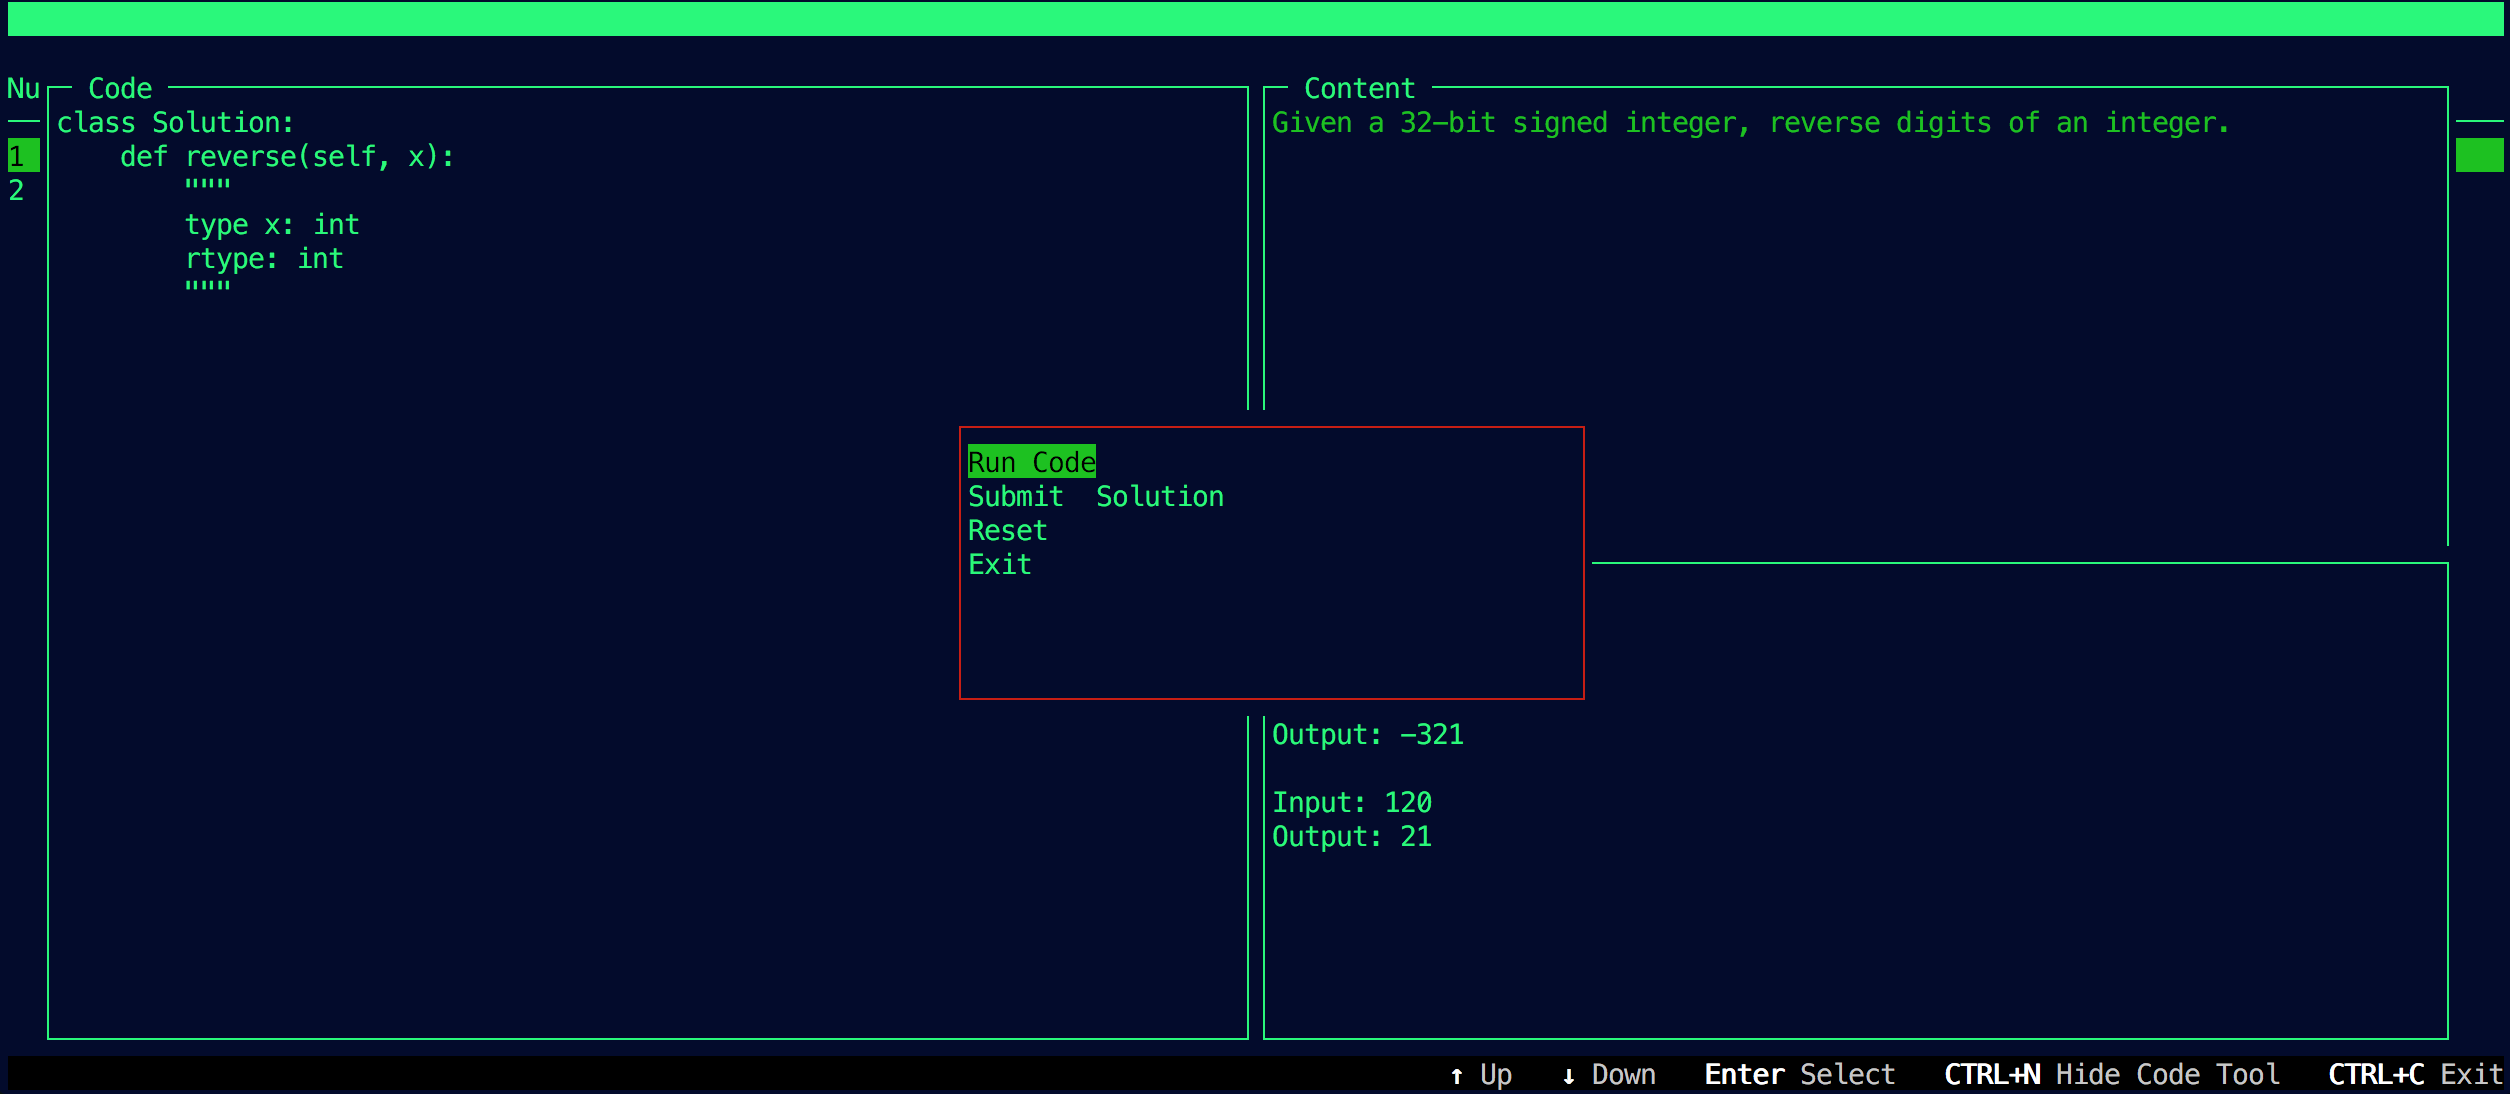 Nu
1
2
Code
class Solution:
    def reverse(self, x):
        """
        type x: int
        rtype: int
        """
Content
Given a 32-bit signed integer, reverse digits of an integer.
Run Code
Submit  Solution
Reset
Exit
Output: -321
Input: 120
Output: 21
↑ Up   ↓ Down   Enter Select   CTRL+N Hide Code Tool   CTRL+C Exit